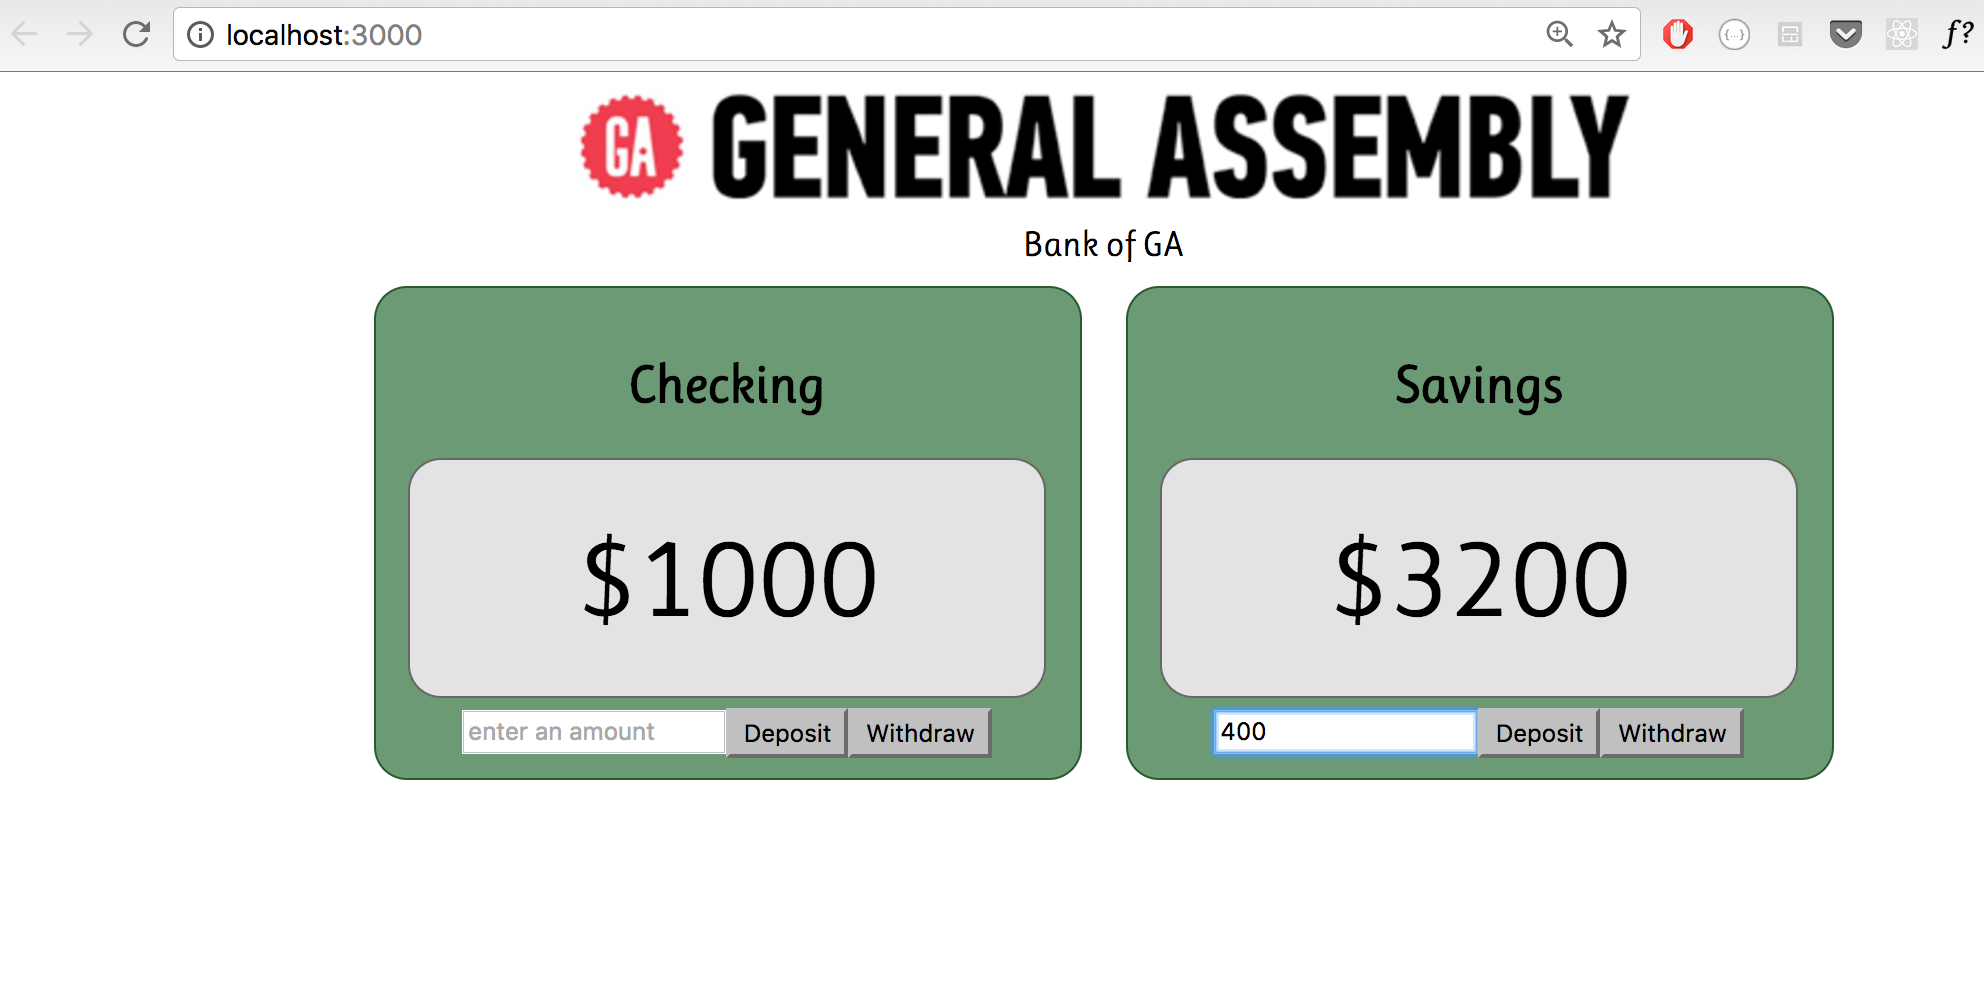 localhost:3000
{...}
f?
GA GENERAL ASSEMBLY
Bank of GA
Checking
$1000
enter an amount Deposit Withdraw
Savings
$3200
400 Deposit Withdraw